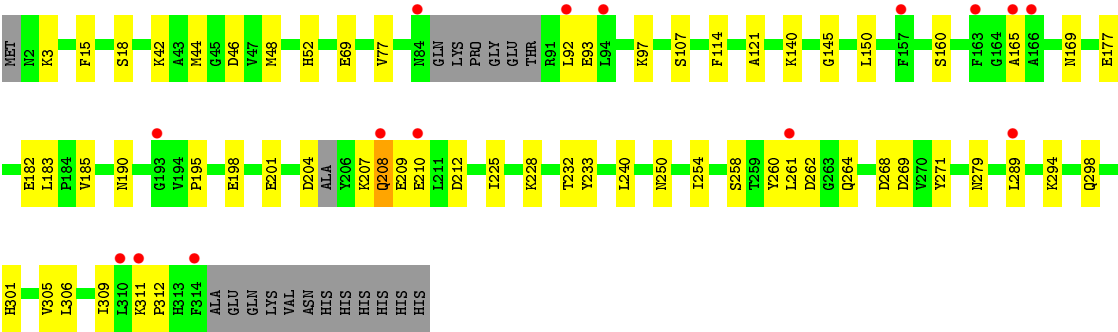 MET N2 K3 F15 S18 K42 A43 M44 G45 D46 V47 M48 H52 E69 V77 N84 GLN LYS PRO GLY GLU THR R91 L92 E93 L94 K97 S107 F114 A121 K140 G145 L150 F157 S160 F163 G164 A165 A166 N169 E177
E182 L183 P184 V185 N190 G193 V194 P195 E198 E201 D204 ALA Y206 K207 Q208 E209 E210 L211 D212 I225 K228 T232 Y233 L240 N250 I254 S258 T259 Y260 L261 D262 G263 Q264 D268 D269 V270 Y271 N279 L289 K294 Q298
H301 V305 L306 I309 L310 K311 P312 H313 F314 ALA GLU GLN LYS VAL ASN HIS HIS HIS HIS HIS HIS